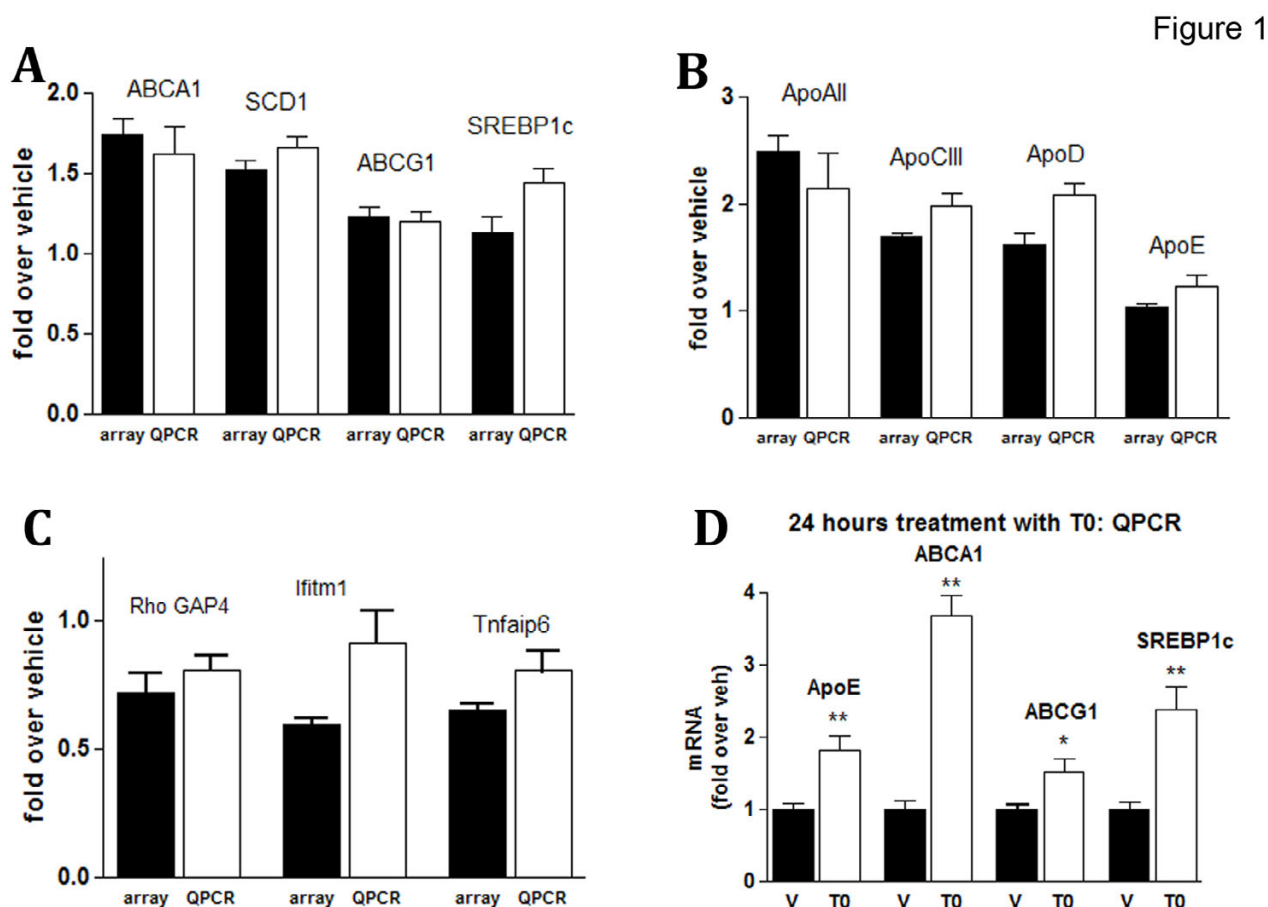 Figure 1
A
ABCA1
SCD1
ABCG1
SREBP1c
fold over vehicle
2.0
1.5
1.0
0.5
0.0
array QPCR array QPCR array QPCR array QPCR
B
ApoAII
ApoCIII
ApoD
ApoE
fold over vehicle
3
2
1
0
array QPCR array QPCR array QPCR array QPCR
C
Rho GAP4
Ifitm1
Tnfaip6
fold over vehicle
1.0
0.5
0.0
array QPCR array QPCR array QPCR
D
24 hours treatment with T0: QPCR
ABCA1
**
SREBP1c
**
ApoE
**
ABCG1
*
mRNA
(fold over veh)
4
3
2
1
0
V T0 V T0 V T0 V T0